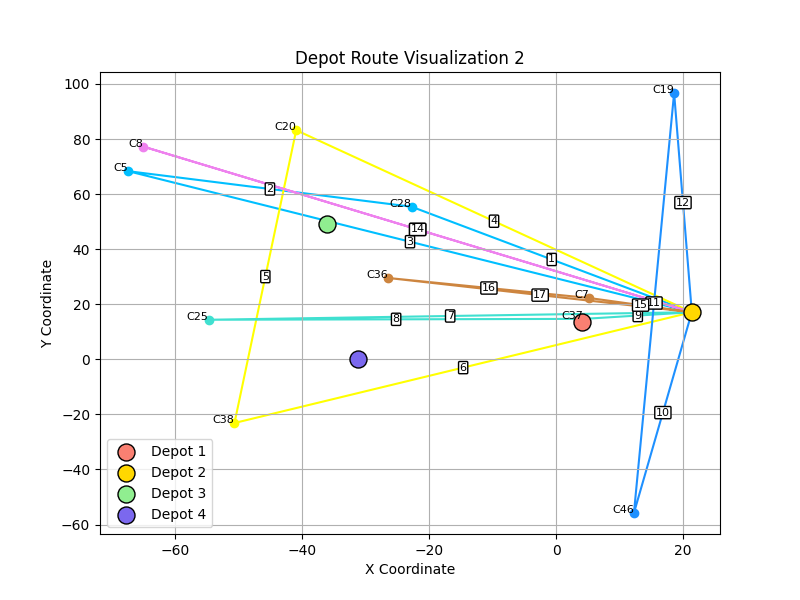 Depot Route Visualization 2
Y Coordinate
100
80
60
40
20
0
−20
−40
−60
C19
C20
C8
C5
2
12
C28
4
14
3
1
C36
5
16
17
C7
15
11
C25
8
7
C37
9
6
10
C38
C46
Depot 1
Depot 2
Depot 3
Depot 4
−60
−40
−20
0
20
X Coordinate